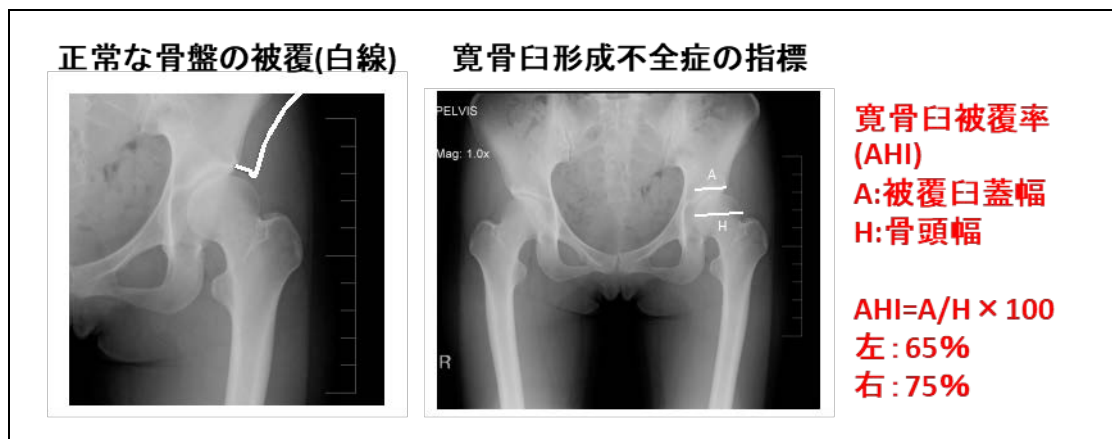 正常な骨盤の被覆(白線)
寛骨臼形成不全症の指標
PELVIS
Mag: 1.0x
A
H
R
寛骨臼被覆率
(AHI)
A:被覆臼蓋幅
H:骨頭幅
AHI=A/H×100
左:65%
右:75%